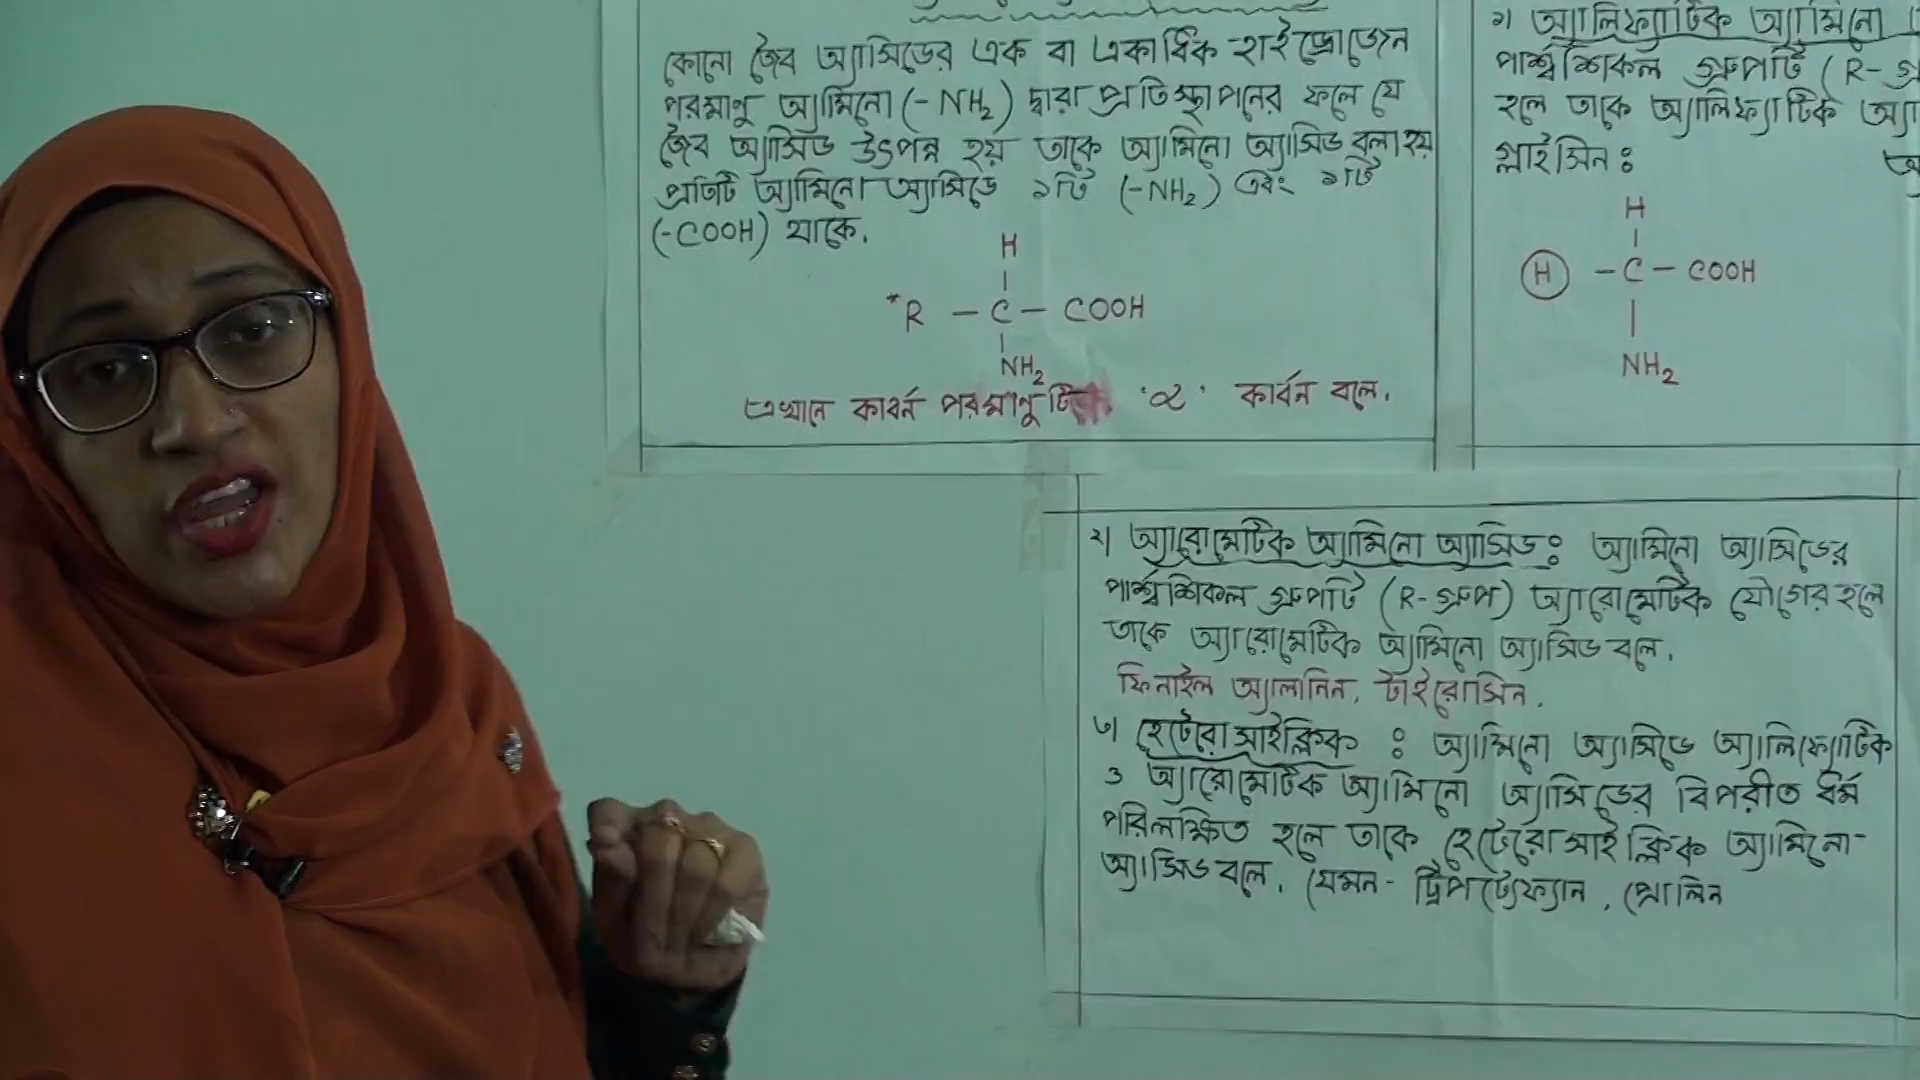 কোনো জৈব অ্যাসিডের এক বা একাধিক হাইড্রোজেন
পরমাণু অ্যামিনো (-NH₂) দ্বারা প্রতিস্থাপনের ফলে যে
জৈব অ্যাসিড উৎপন্ন হয় তাকে অ্যামিনো অ্যাসিড বলা হয়
প্রতিটি অ্যামিনো অ্যাসিডে ১টি (-NH₂) এবং ১টি
(-COOH) থাকে.
H
*R – C – COOH
NH₂
এখানে কার্বন পরমাণুটি 'α' কার্বন বলে.
১) অ্যালিফ্যাটিক অ্যামিনো
পার্শ্বশিকল গ্রুপটি (R-
হলে তাকে অ্যালিফ্যাটিক
গ্লাইসিন:
H
H – C – COOH
NH₂
২) অ্যারোমেটিক অ্যামিনো অ্যাসিড: অ্যামিনো অ্যাসিডের
পার্শ্বশিকল গ্রুপটি (R-গ্রুপ) অ্যারোমেটিক যৌগের হলে
তাকে অ্যারোমেটিক অ্যামিনো অ্যাসিড বলে.
ফিনাইল অ্যালানিন, টাইরোসিন.
৩) হেটেরোসাইক্লিক : অ্যামিনো অ্যাসিডে অ্যালিফ্যাটিক
ও অ্যারোমেটিক অ্যামিনো অ্যাসিডের বিপরীত ধর্ম
পরিলক্ষিত হলে তাকে হেটেরোসাইক্লিক অ্যামিনো-
অ্যাসিড বলে. যেমন- ট্রিপট্যোফ্যান, প্রোলিন